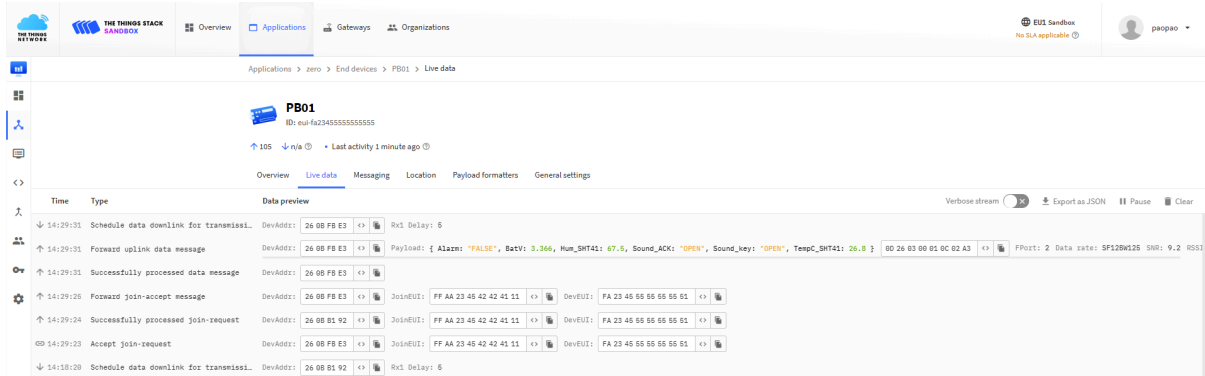 THE THINGS NETWORK
THE THINGS STACK SANDBOX
Overview
Applications
Gateways
Organizations
EU1 Sandbox
No SLA applicable
paopao
Applications > zero > End devices > PB01 > Live data
PB01
ID: eui-fa23455555555555
↑ 105 ↓ n/a • Last activity 1 minute ago
Overview Live data Messaging Location Payload formatters General settings
Time Type Data preview Verbose stream Export as JSON Pause Clear
↓ 14:29:31 Schedule data downlink for transmissi… DevAddr: 26 0B FB E3 <> Rx1 Delay: 5
↑ 14:29:31 Forward uplink data message DevAddr: 26 0B FB E3 <> Payload: { Alarm: "FALSE", BatV: 3.366, Hum_SHT41: 67.5, Sound_ACK: "OPEN", Sound_key: "OPEN", TempC_SHT41: 26.8 } 0D 26 03 00 01 0C 02 A3 <> FPort: 2 Data rate: SF12BW125 SNR: 9.2 RSSI
↑ 14:29:31 Successfully processed data message DevAddr: 26 0B FB E3 <>
↑ 14:29:25 Forward join-accept message DevAddr: 26 0B FB E3 <> JoinEUI: FF AA 23 45 42 42 41 11 <> DevEUI: FA 23 45 55 55 55 55 51 <>
↑ 14:29:24 Successfully processed join-request DevAddr: 26 0B B1 92 <> JoinEUI: FF AA 23 45 42 42 41 11 <> DevEUI: FA 23 45 55 55 55 55 51 <>
14:29:23 Accept join-request DevAddr: 26 0B FB E3 <> JoinEUI: FF AA 23 45 42 42 41 11 <> DevEUI: FA 23 45 55 55 55 55 51 <>
↓ 14:18:20 Schedule data downlink for transmissi… DevAddr: 26 0B B1 92 <> Rx1 Delay: 5